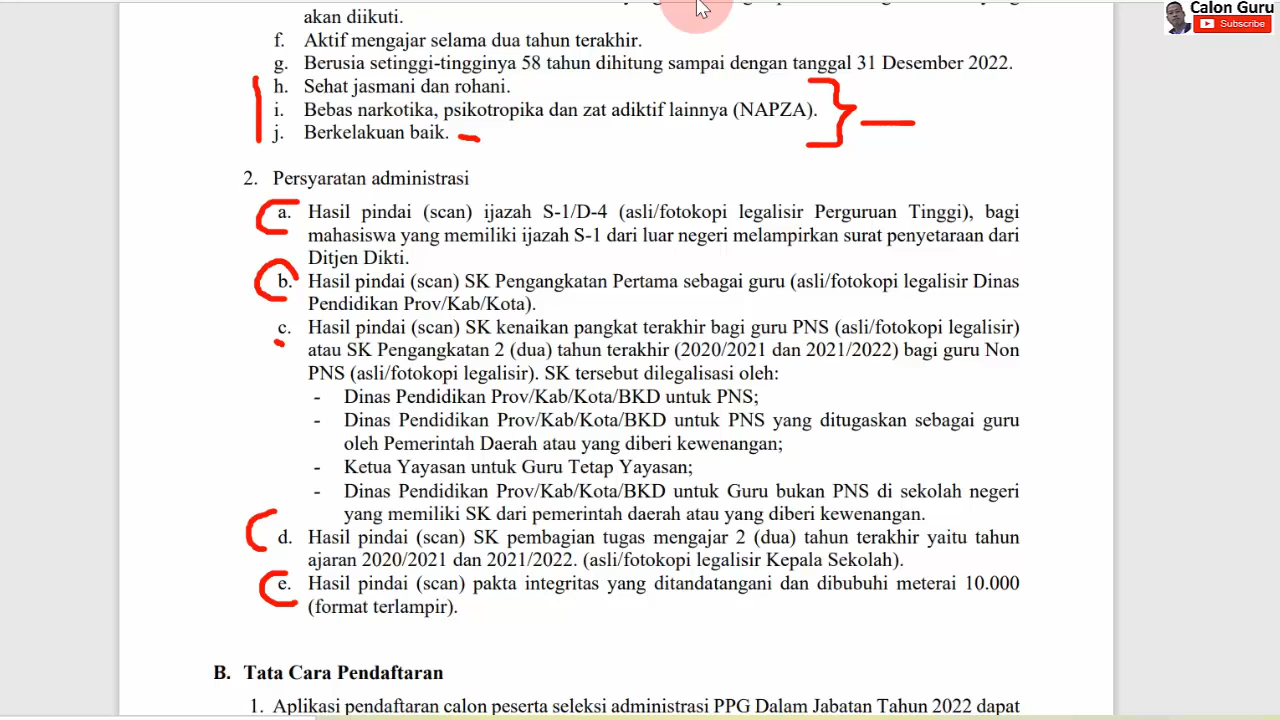 Calon Guru
Subscribe
akan diikuti.
f. Aktif mengajar selama dua tahun terakhir.
g. Berusia setinggi-tingginya 58 tahun dihitung sampai dengan tanggal 31 Desember 2022.
h. Sehat jasmani dan rohani.
i. Bebas narkotika, psikotropika dan zat adiktif lainnya (NAPZA).
j. Berkelakuan baik.
2. Persyaratan administrasi
a. Hasil pindai (scan) ijazah S-1/D-4 (asli/fotokopi legalisir Perguruan Tinggi), bagi
mahasiswa yang memiliki ijazah S-1 dari luar negeri melampirkan surat penyetaraan dari
Ditjen Dikti.
b. Hasil pindai (scan) SK Pengangkatan Pertama sebagai guru (asli/fotokopi legalisir Dinas
Pendidikan Prov/Kab/Kota).
c. Hasil pindai (scan) SK kenaikan pangkat terakhir bagi guru PNS (asli/fotokopi legalisir)
atau SK Pengangkatan 2 (dua) tahun terakhir (2020/2021 dan 2021/2022) bagi guru Non
PNS (asli/fotokopi legalisir). SK tersebut dilegalisasi oleh:
- Dinas Pendidikan Prov/Kab/Kota/BKD untuk PNS;
- Dinas Pendidikan Prov/Kab/Kota/BKD untuk PNS yang ditugaskan sebagai guru
oleh Pemerintah Daerah atau yang diberi kewenangan;
- Ketua Yayasan untuk Guru Tetap Yayasan;
- Dinas Pendidikan Prov/Kab/Kota/BKD untuk Guru bukan PNS di sekolah negeri
yang memiliki SK dari pemerintah daerah atau yang diberi kewenangan.
d. Hasil pindai (scan) SK pembagian tugas mengajar 2 (dua) tahun terakhir yaitu tahun
ajaran 2020/2021 dan 2021/2022. (asli/fotokopi legalisir Kepala Sekolah).
e. Hasil pindai (scan) pakta integritas yang ditandatangani dan dibubuhi meterai 10.000
(format terlampir).
B. Tata Cara Pendaftaran
1. Aplikasi pendaftaran calon peserta seleksi administrasi PPG Dalam Jabatan Tahun 2022 dapat